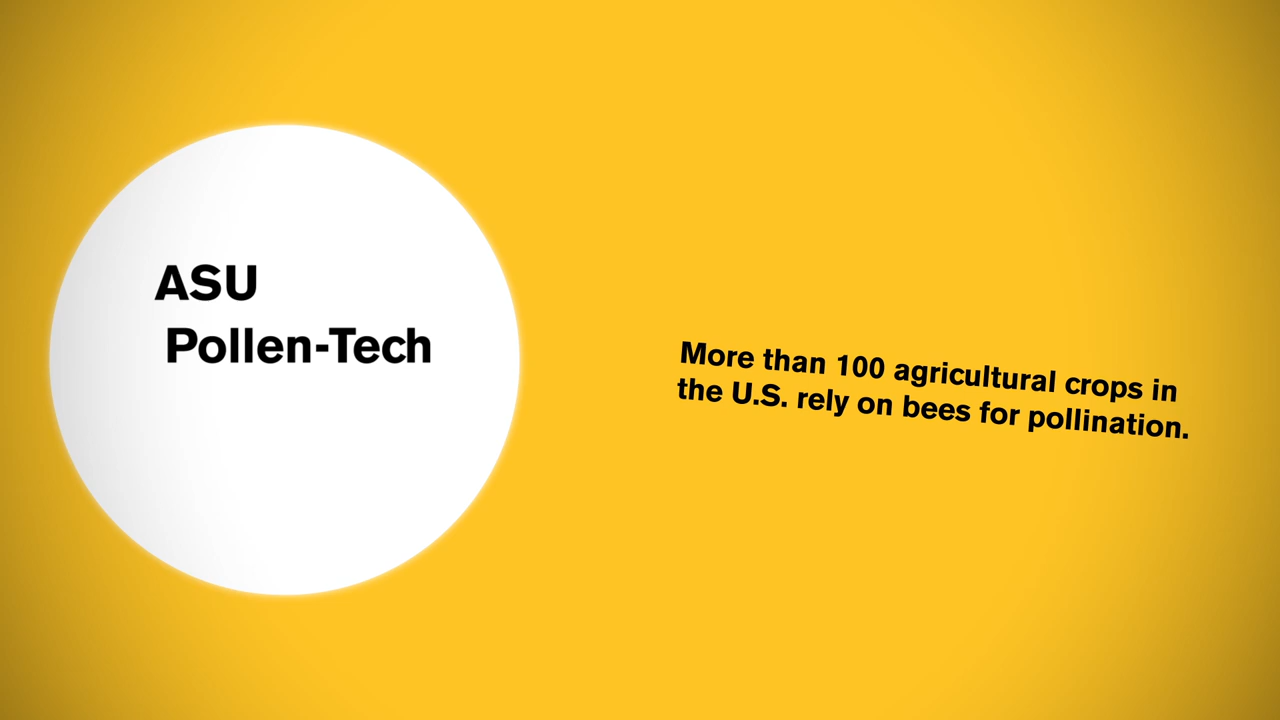 ASU
Pollen-Tech
More than 100 agricultural crops in
the U.S. rely on bees for pollination.